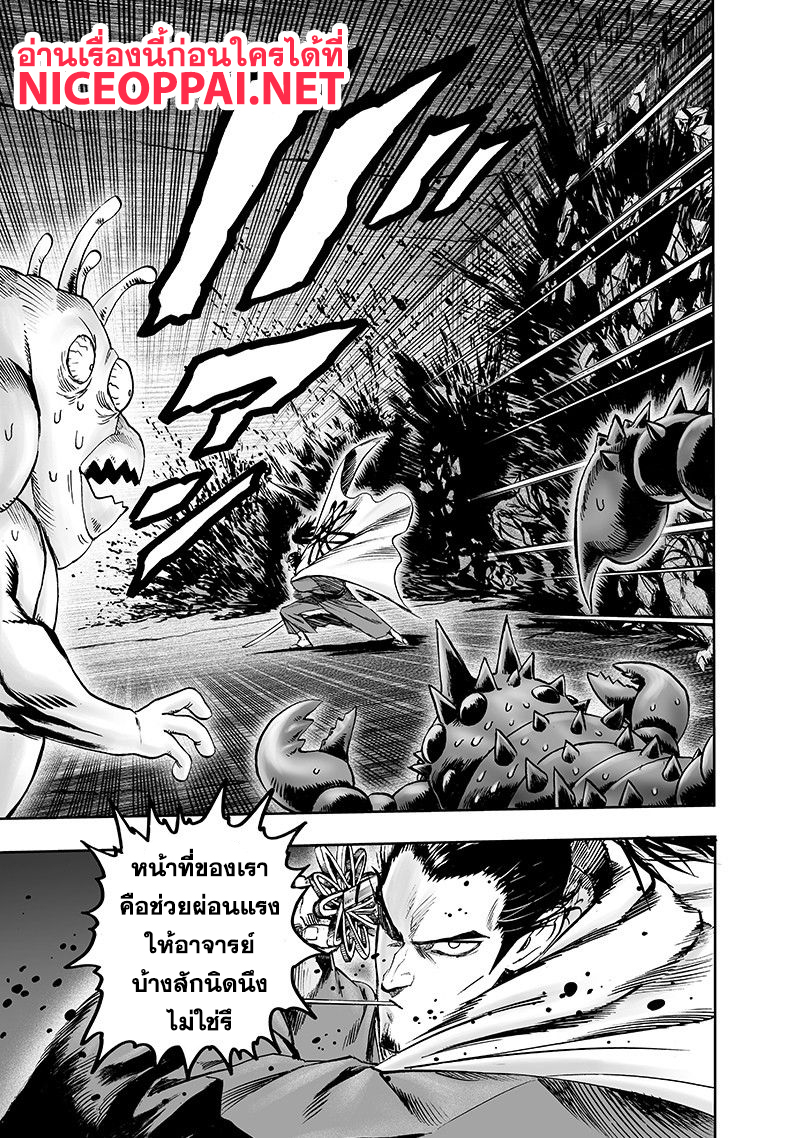 อ่านเรื่องนี้ก่อนใครได้ที่
NICEOPPAI.NET
หน้าที่ของเรา
คือช่วยผ่อนแรง
ให้อาจารย์
บ้างสักนิดนึง
ไม่ใช่รึ